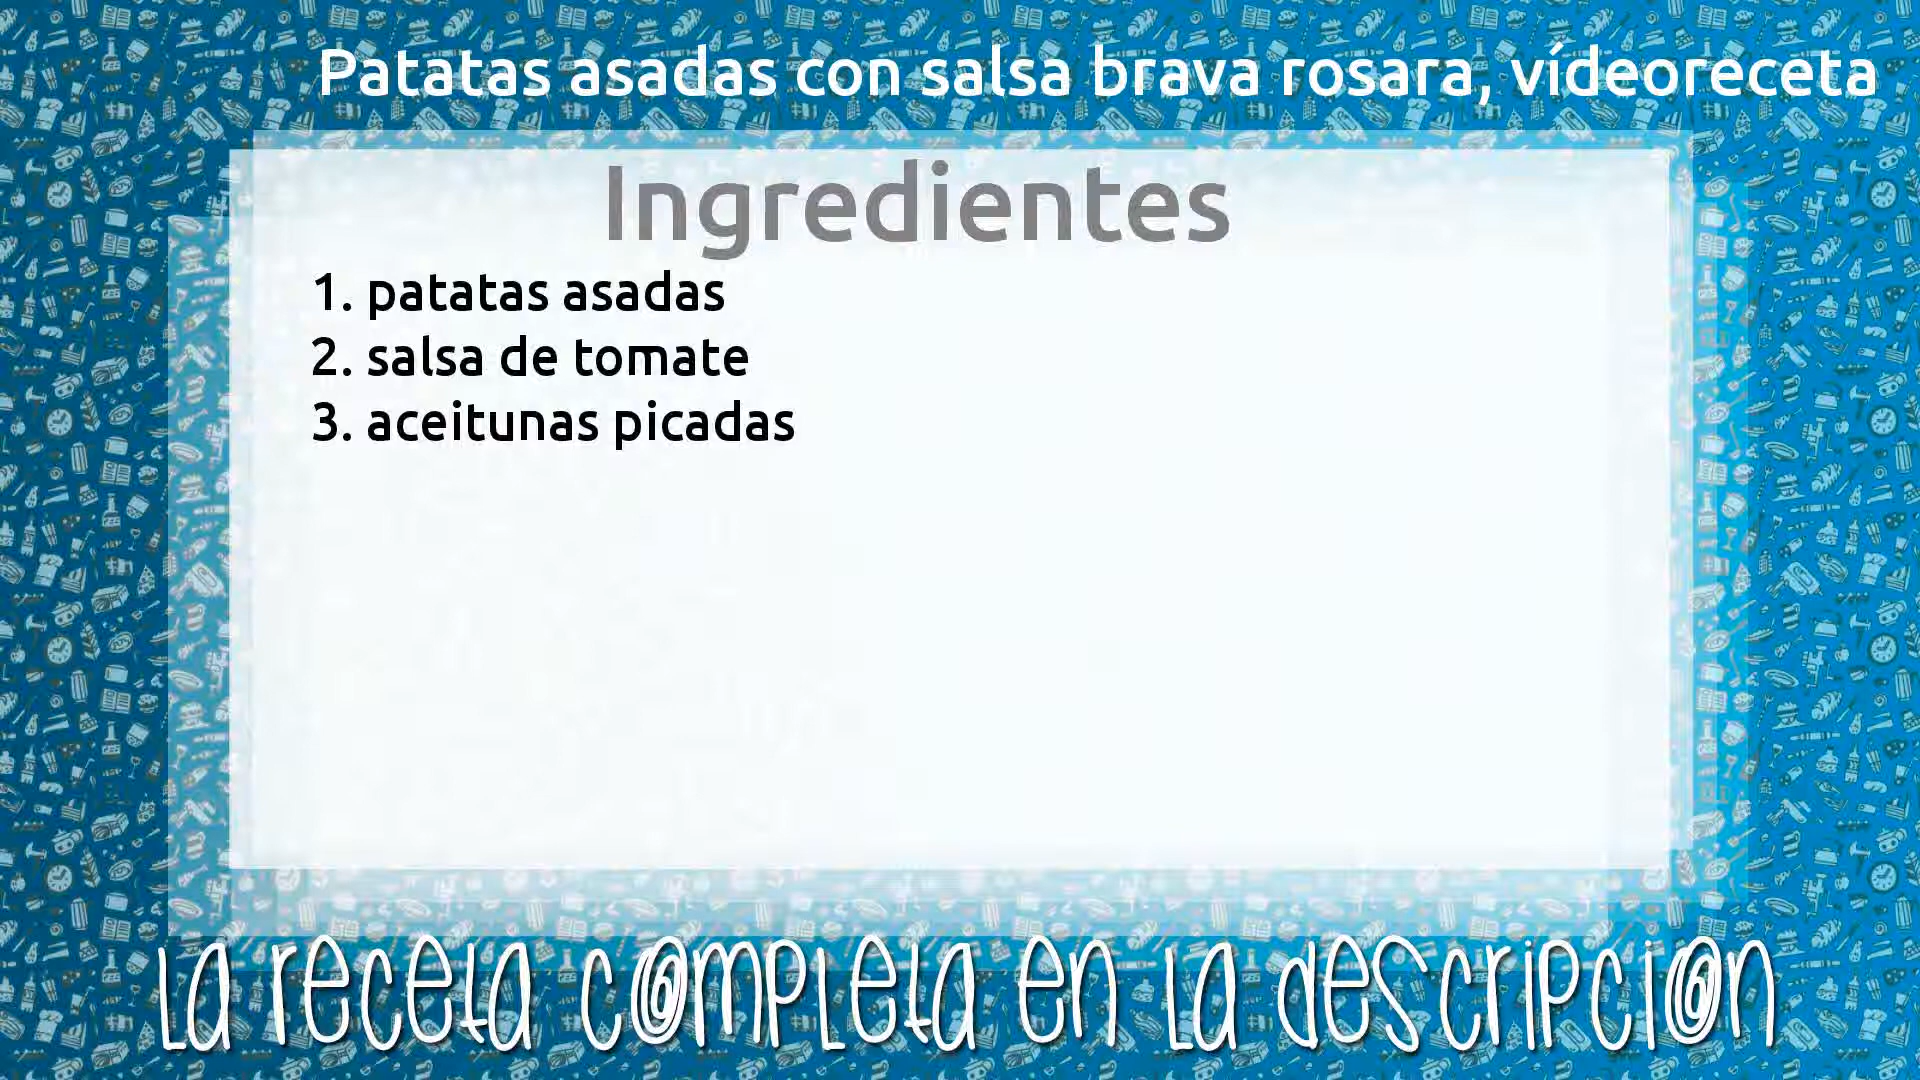 Patatas asadas con salsa brava rosara, vídeoreceta
Ingredientes
1. patatas asadas
2. salsa de tomate
3. aceitunas picadas
La receta c@mpleta en la descripci@n